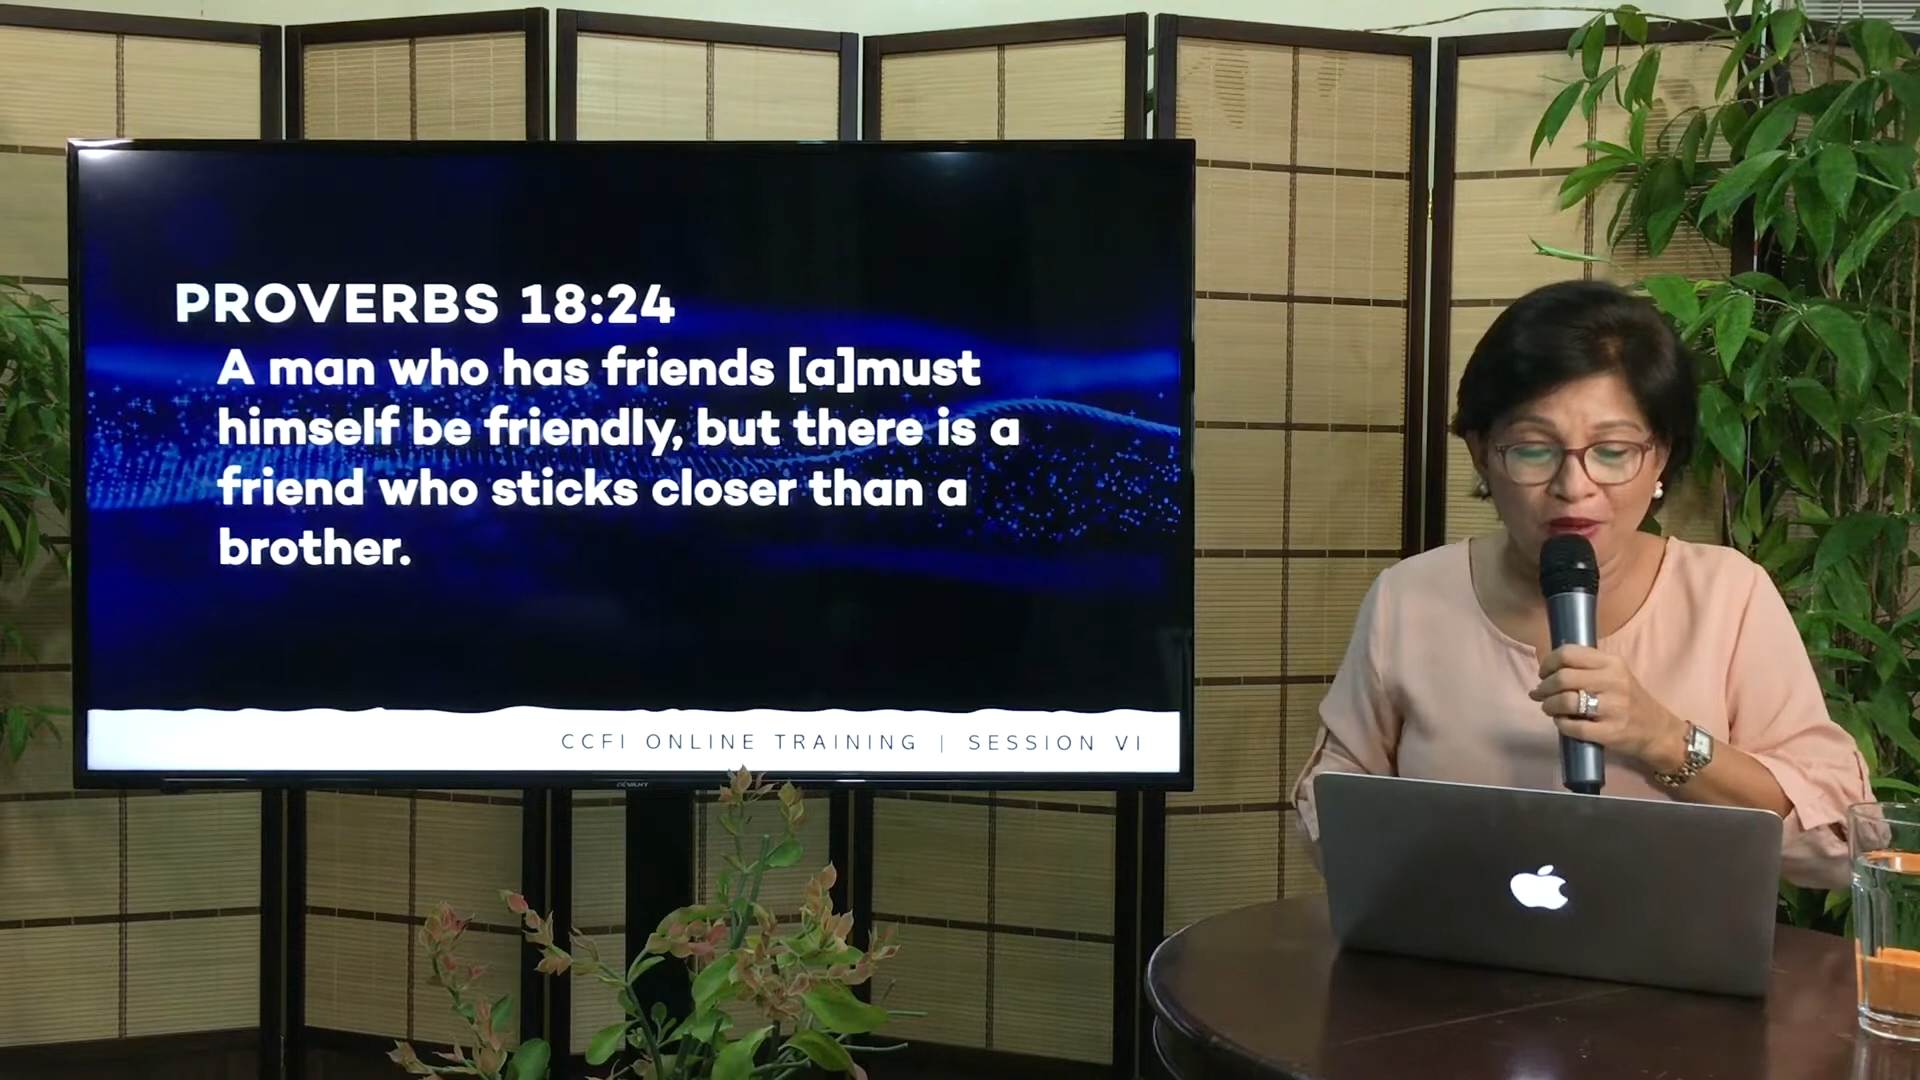 PROVERBS 18:24
A man who has friends [a]must
himself be friendly, but there is a
friend who sticks closer than a
brother.
CCFI ONLINE TRAINING | SESSION VI
DEVANT